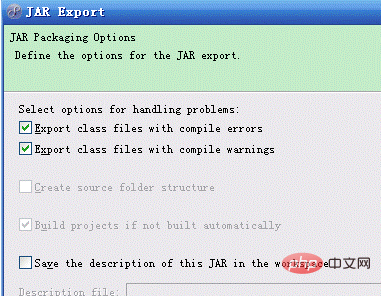 JAR Export
JAR Packaging Options
Define the options for the JAR export.
Select options for handling problems:
Export class files with compile errors
Export class files with compile warnings
Create source folder structure
Build projects if not built automatically
Save the description of this JAR in the workspace
php中文网
Description file: